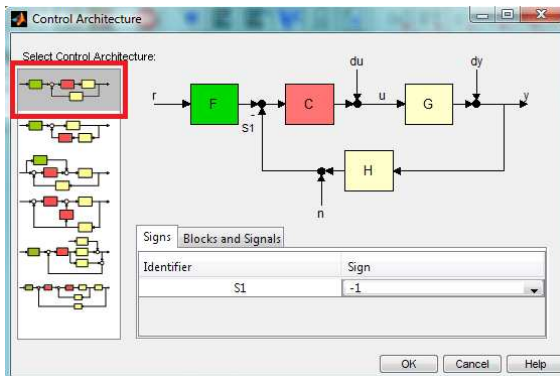 Control Architecture
Select Control Architecture:
du
dy
r
F
C
u
G
y
-
S1
H
n
Signs
Blocks and Signals
Identifier
Sign
S1
-1
OK
Cancel
Help